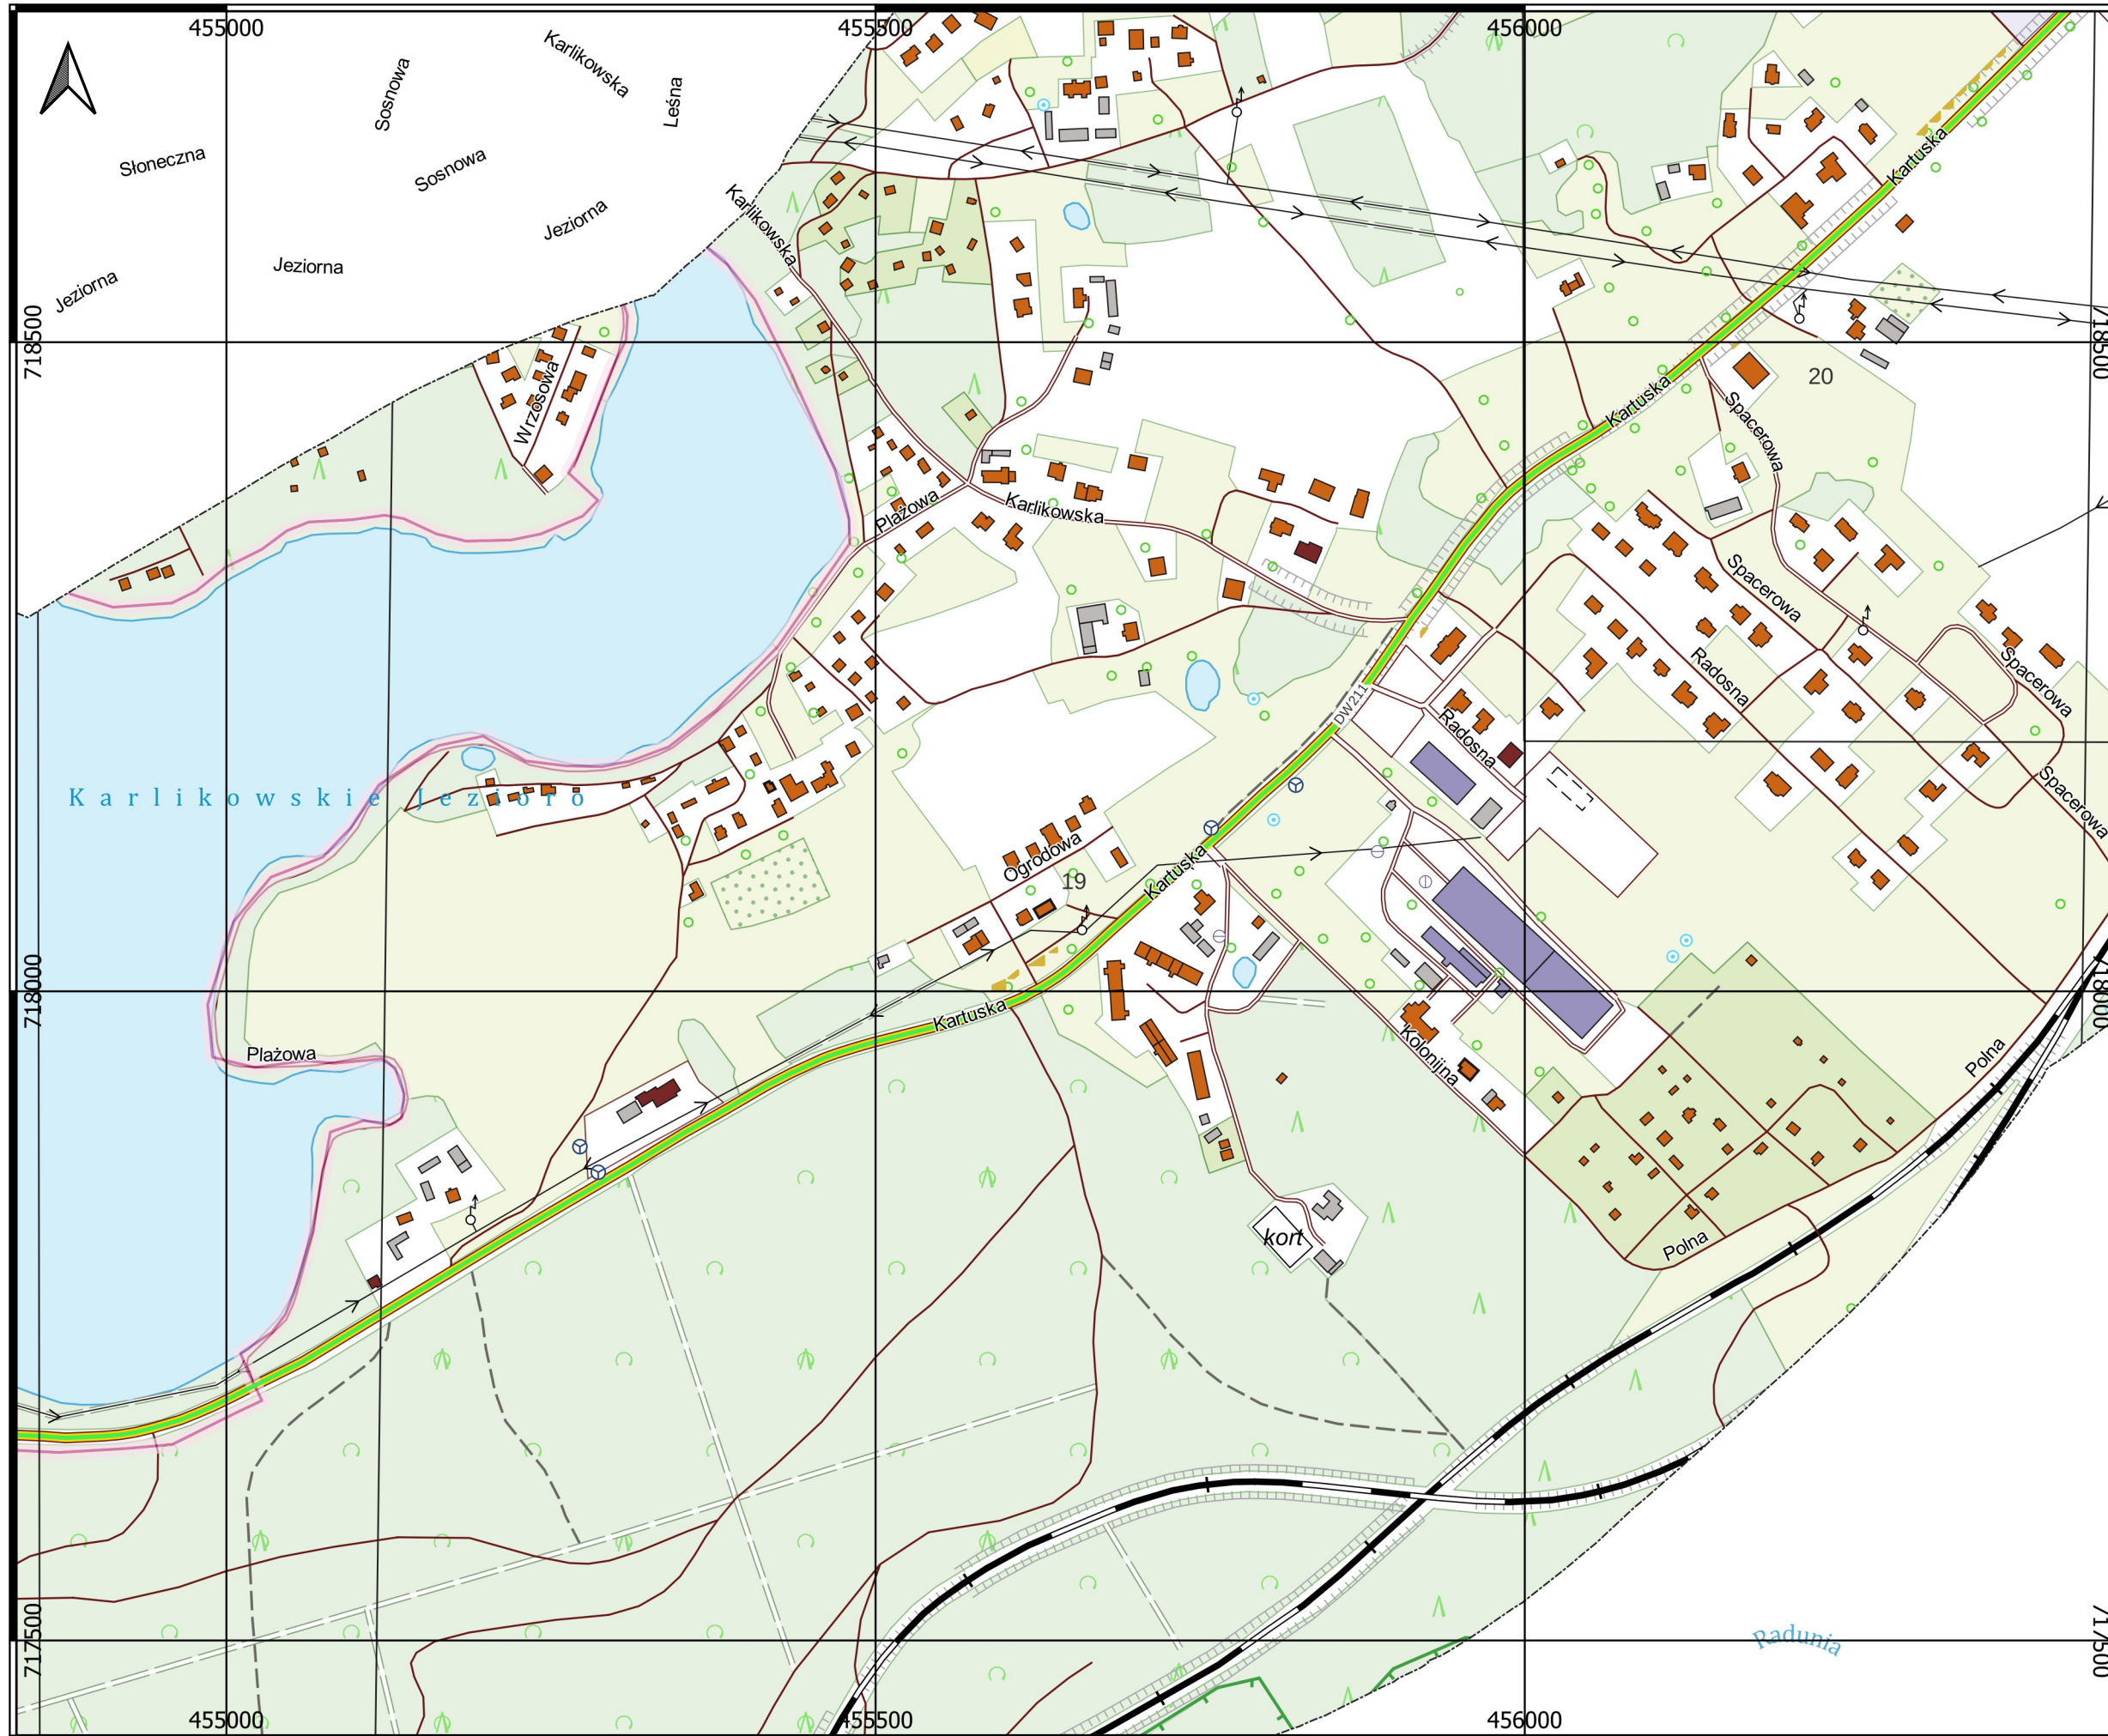 455000
455500
456000
Karlikowska
Sosnowa
Leśna
Słoneczna
Sosnowa
Karlikowska
Kartuska
Jeziorna
Jeziorna
Jeziorna
718500
718500
Wrzosowa
20
Kartuska
Spacerowa
Plażowa
Karlikowska
Spacerowa
Radosna
Spacerowa
DW211
Radosna
Karlikowskie Jezioro
Spacerowa
Ogrodowa
19
Kartuska
718000
718000
Kartuska
Plażowa
Kolonijna
Polna
kort
Polna
717500
717500
Radunia
455000
455500
456000